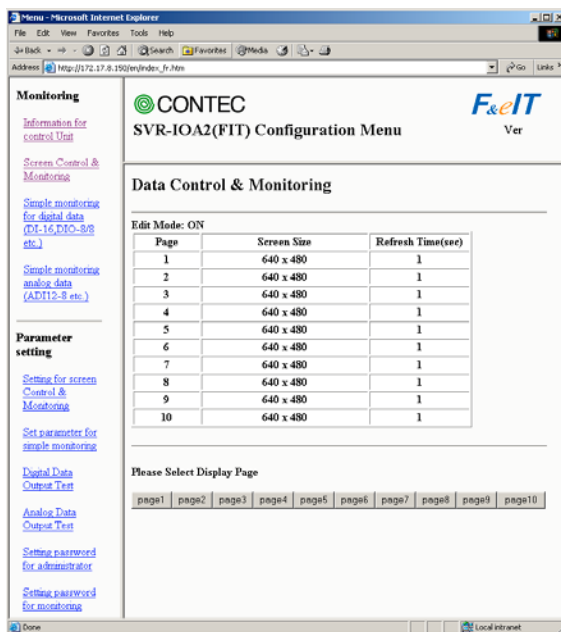 Menu - Microsoft Internet Explorer
File Edit View Favorites Tools Help
Back Search Favorites Media
Address http://172.17.8.150/en/index_fr.htm Go Links
Monitoring
Information for
control Unit
Screen Control &
Monitoring
Simple monitoring
for digital data
(DI-16,DIO-8/8
etc.)
Simple monitoring
analog data
(ADI12-8 etc.)
Parameter
setting
Setting for screen
Control &
Monitoring
Set parameter for
simple monitoring
Digital Data
Output Test
Analog Data
Output Test
Setting password
for administrator
Setting password
for monitoring
CONTEC
F&eIT
SVR-IOA2(FIT) Configuration Menu
Ver
Data Control & Monitoring
Edit Mode: ON
Page Screen Size Refresh Time(sec)
1 640 x 480 1
2 640 x 480 1
3 640 x 480 1
4 640 x 480 1
5 640 x 480 1
6 640 x 480 1
7 640 x 480 1
8 640 x 480 1
9 640 x 480 1
10 640 x 480 1
Please Select Display Page
page1 page2 page3 page4 page5 page6 page7 page8 page9 page10
Done Local intranet